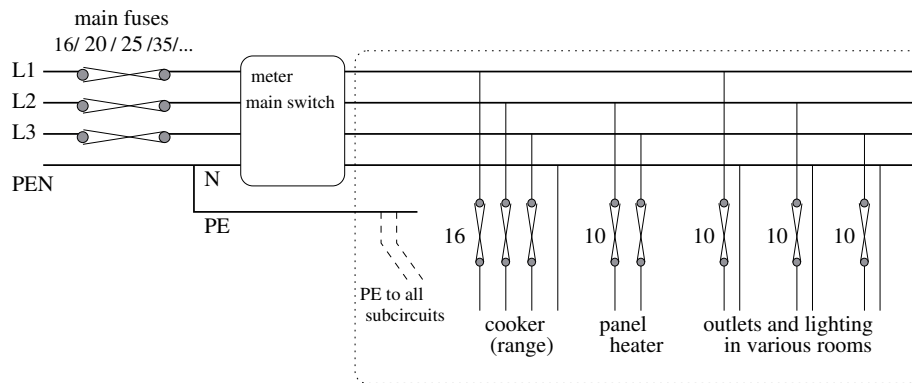 main fuses
16/ 20 / 25 /35/...
L1
L2
L3
PEN
meter
main switch
N
PE
PE to all
subcircuits
16
10
10
10
10
cooker
(range)
panel
heater
outlets and lighting
in various rooms